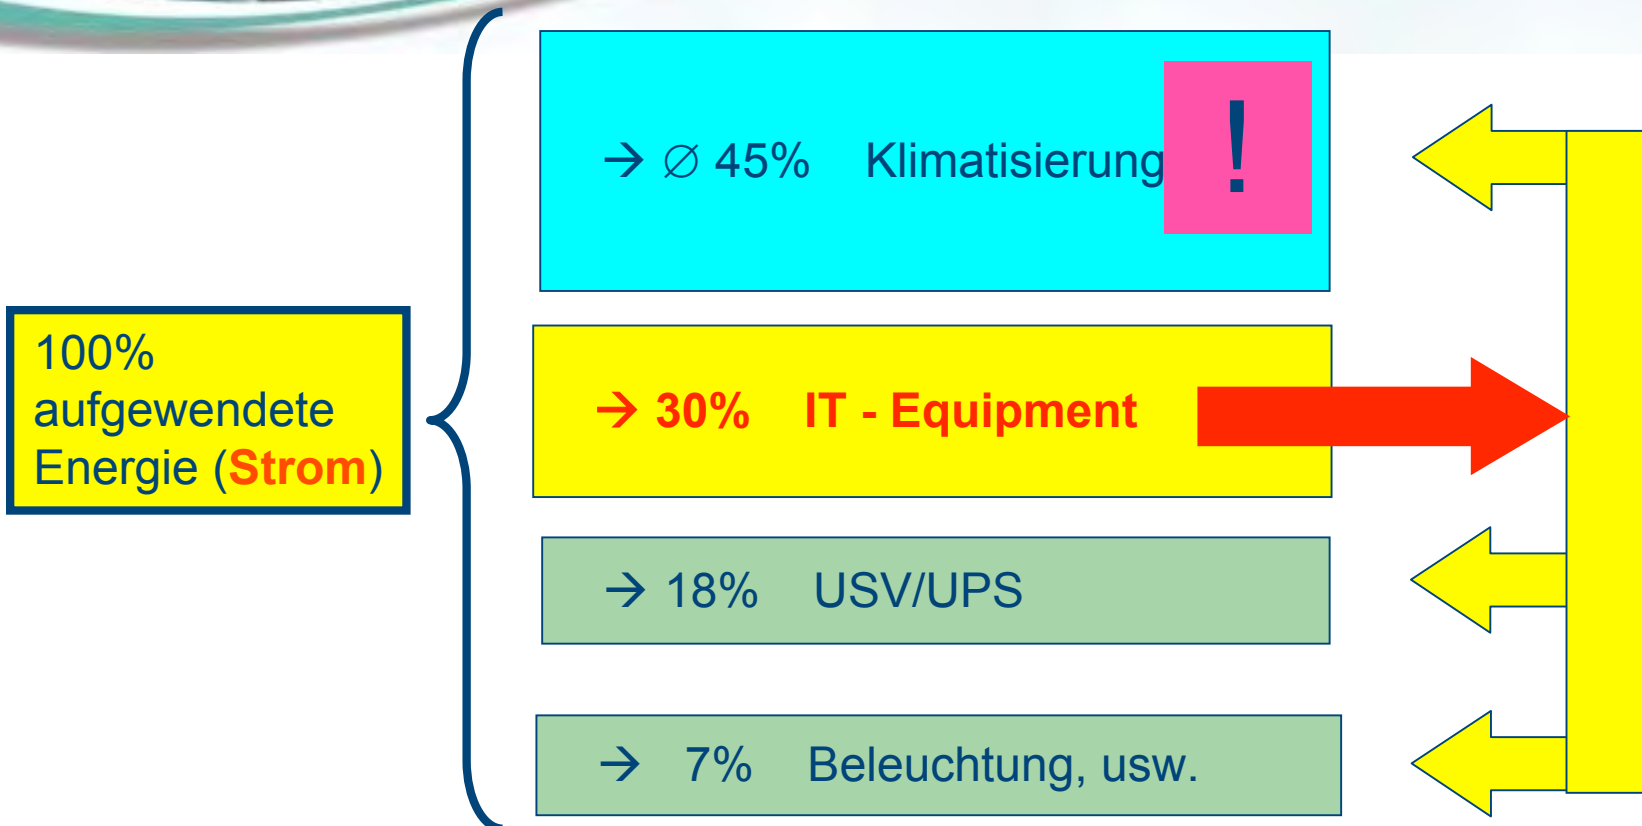 → ∅ 45% Klimatisierung !
100%
aufgewendete
Energie (Strom)
→ 30% IT - Equipment
→ 18% USV/UPS
→ 7% Beleuchtung, usw.